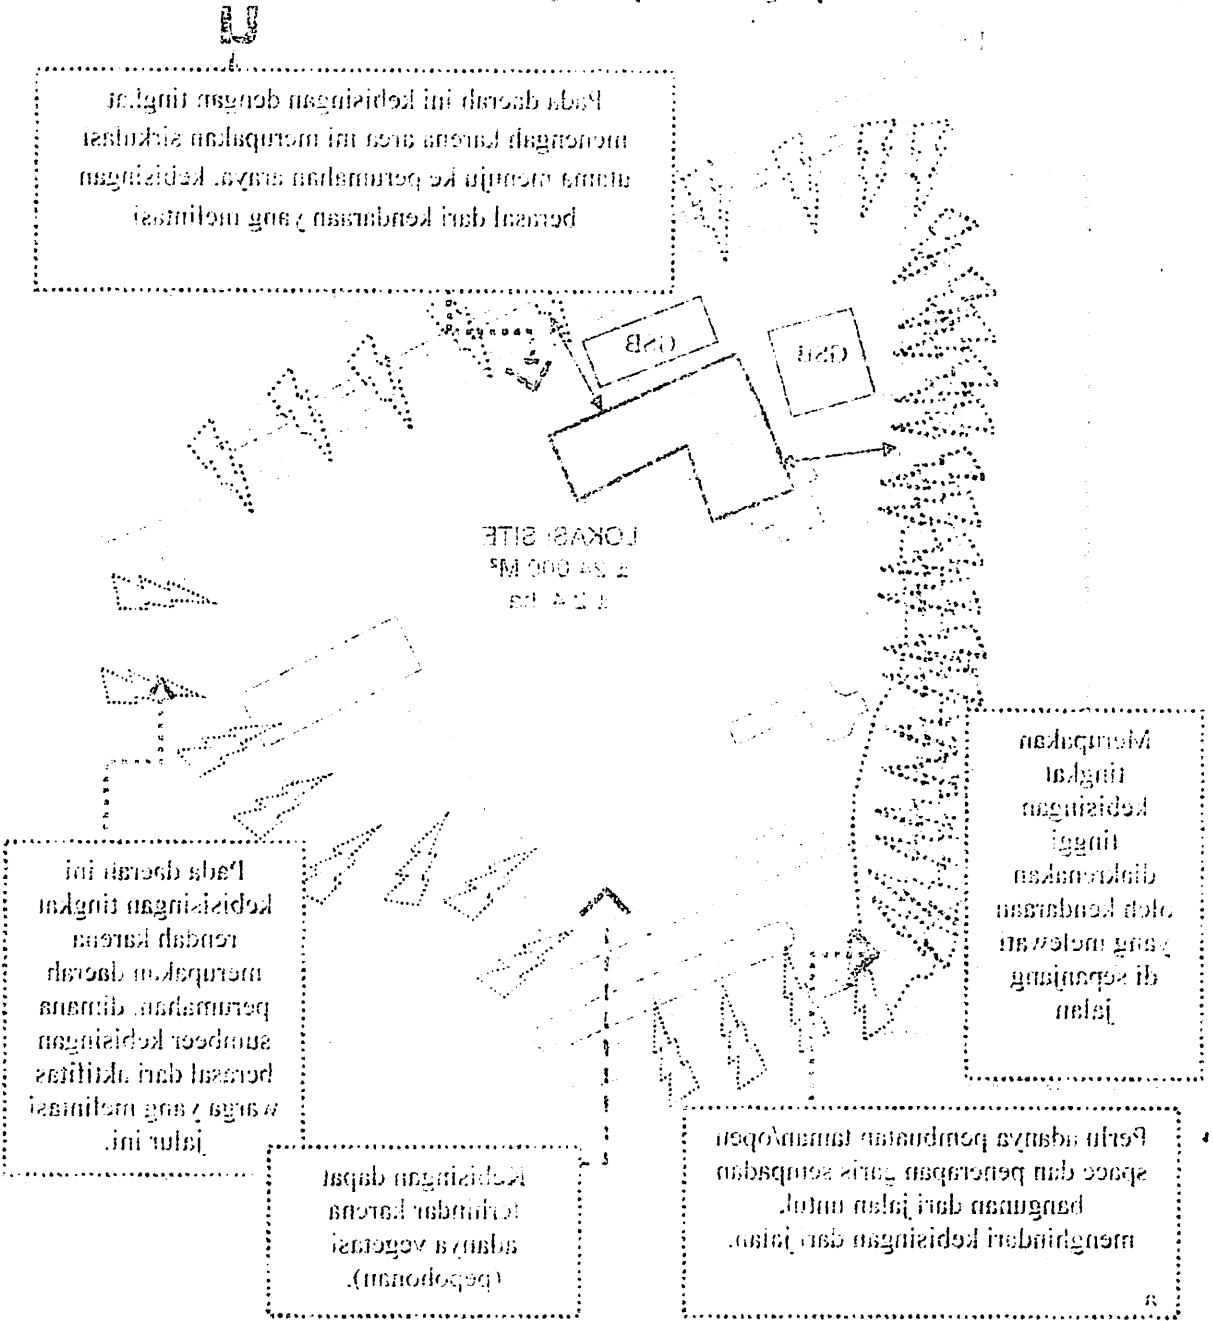 U
Pada daerah ini kebisingan dengan tingkat
menengah karena area ini merupakan sirkulasi
utama menuju ke perumahan araya. kebisingan
berasal dari kendaraan yang melintasi
GSB
GSB
LOKASI SITE
± 24.000 M²
± 2.4 ha
Merupakan
tingkat
kebisingan
tinggi
diakrenakan
oleh kendaraan
yang melewati
di sepanjang
jalan
Pada daerah ini
kebisisingan tingkat
rendah karena
merupakan daerah
perumahan. dimana
sumbeer kebisingan
berasal dari aktifitas
warga yang melintasi
jalur ini.
Kebisingan dapat
terhindar karena
adanya vegetasi
(pepohonan).
Perlu adanya pembuatan taman/open
space dan penerapan garis sempadan
bangunan dari jalan untuk
menghindari kebisingan dari jalan.
a